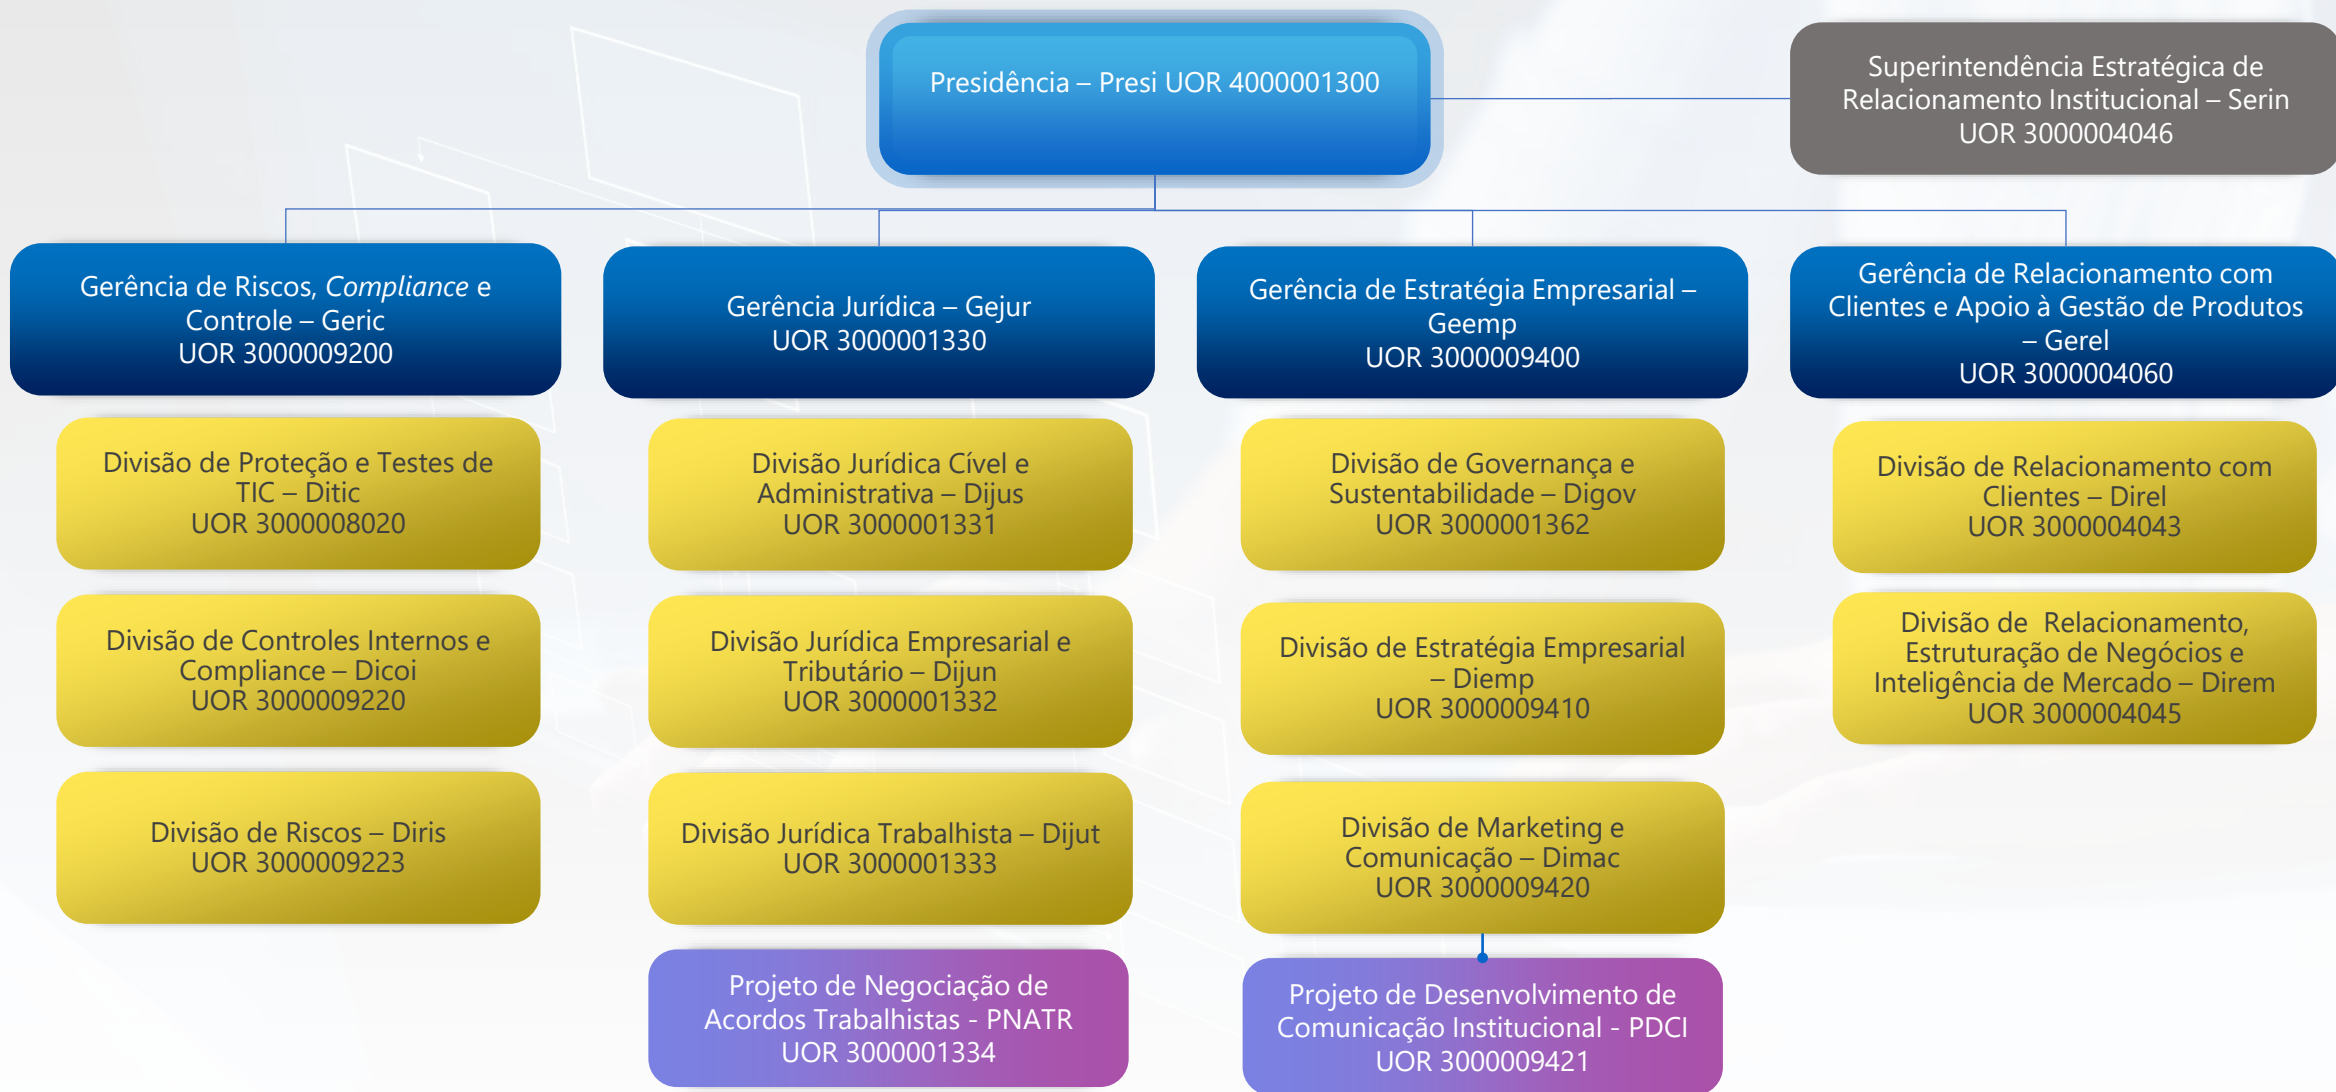 Presidência – Presi UOR 4000001300
Superintendência Estratégica de
Relacionamento Institucional – Serin
UOR 3000004046
Gerência de Riscos, Compliance e
Controle – Geric
UOR 3000009200
Gerência Jurídica – Gejur
UOR 3000001330
Gerência de Estratégia Empresarial –
Geemp
UOR 3000009400
Gerência de Relacionamento com
Clientes e Apoio à Gestão de Produtos
– Gerel
UOR 3000004060
Divisão de Proteção e Testes de
TIC – Ditic
UOR 3000008020
Divisão Jurídica Cível e
Administrativa – Dijus
UOR 3000001331
Divisão de Governança e
Sustentabilidade – Digov
UOR 3000001362
Divisão de Relacionamento com
Clientes – Direl
UOR 3000004043
Divisão de Controles Internos e
Compliance – Dicoi
UOR 3000009220
Divisão Jurídica Empresarial e
Tributário – Dijun
UOR 3000001332
Divisão de Estratégia Empresarial
– Diemp
UOR 3000009410
Divisão de Relacionamento,
Estruturação de Negócios e
Inteligência de Mercado – Direm
UOR 3000004045
Divisão de Riscos – Diris
UOR 3000009223
Divisão Jurídica Trabalhista – Dijut
UOR 3000001333
Divisão de Marketing e
Comunicação – Dimac
UOR 3000009420
Projeto de Negociação de
Acordos Trabalhistas - PNATR
UOR 3000001334
Projeto de Desenvolvimento de
Comunicação Institucional - PDCI
UOR 3000009421